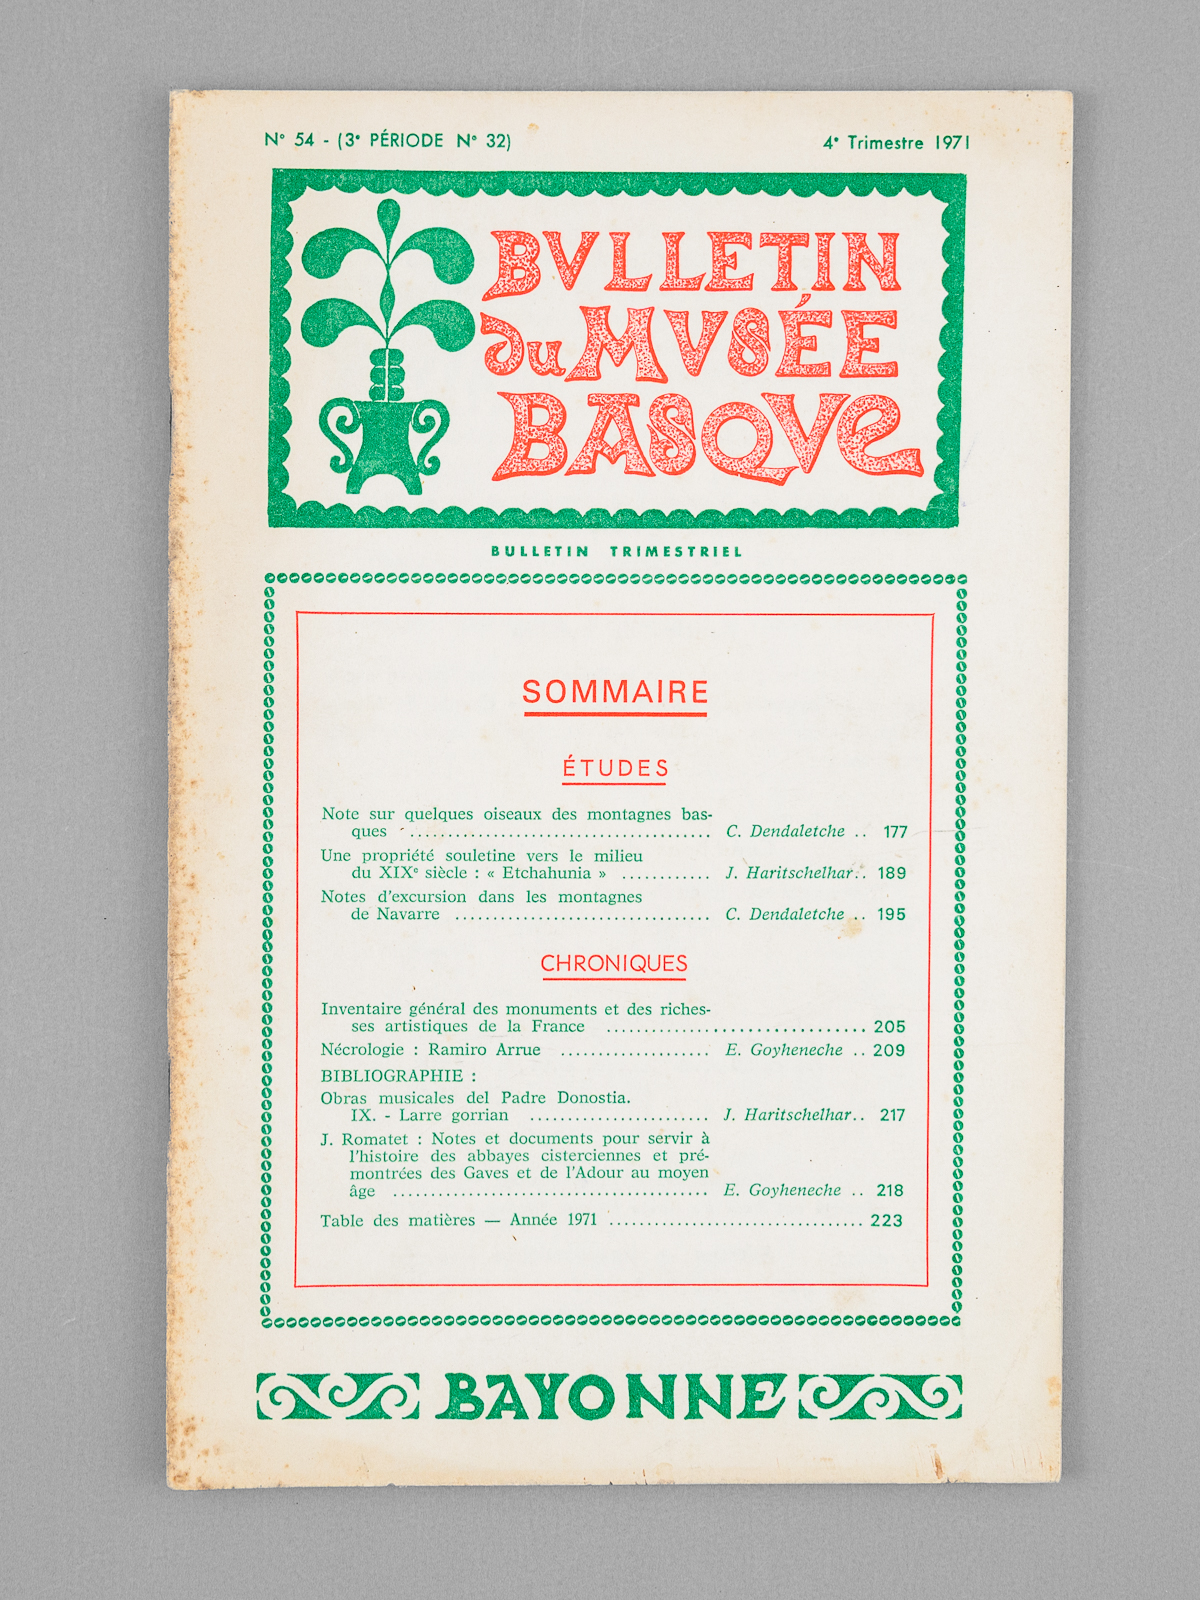 N° 54 - (3e PÉRIODE N° 32)
4e Trimestre 1971
BVLLETIN
du MVSÉE
BASQVe
BULLETIN TRIMESTRIEL
SOMMAIRE
ÉTUDES
Note sur quelques oiseaux des montagnes bas-
ques ........................................ C. Dendaletche .. 177
Une propriété souletine vers le milieu
du XIXe siècle : « Etchahunia » ............ J. Haritschelhar.. 189
Notes d'excursion dans les montagnes
de Navarre .................................. C. Dendaletche .. 195
CHRONIQUES
Inventaire général des monuments et des riches-
ses artistiques de la France .................................. 205
Nécrologie : Ramiro Arrue .................... E. Goyheneche .. 209
BIBLIOGRAPHIE :
Obras musicales del Padre Donostia.
IX. - Larre gorrian ........................ J. Haritschelhar.. 217
J. Romatet : Notes et documents pour servir à
l'histoire des abbayes cisterciennes et pré-
montrées des Gaves et de l'Adour au moyen
âge .......................................... E. Goyheneche .. 218
Table des matières — Année 1971 .................................. 223
BAYONNE